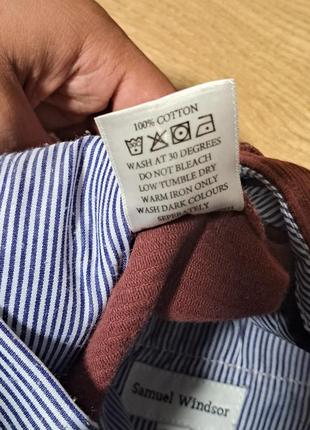 100% COTTON
WASH AT 30 DEGREES
DO NOT BLEACH
LOW TUMBLE DRY
WARM IRON ONLY
WASH DARK COLOURS
SEPERATELY
Samuel Windsor